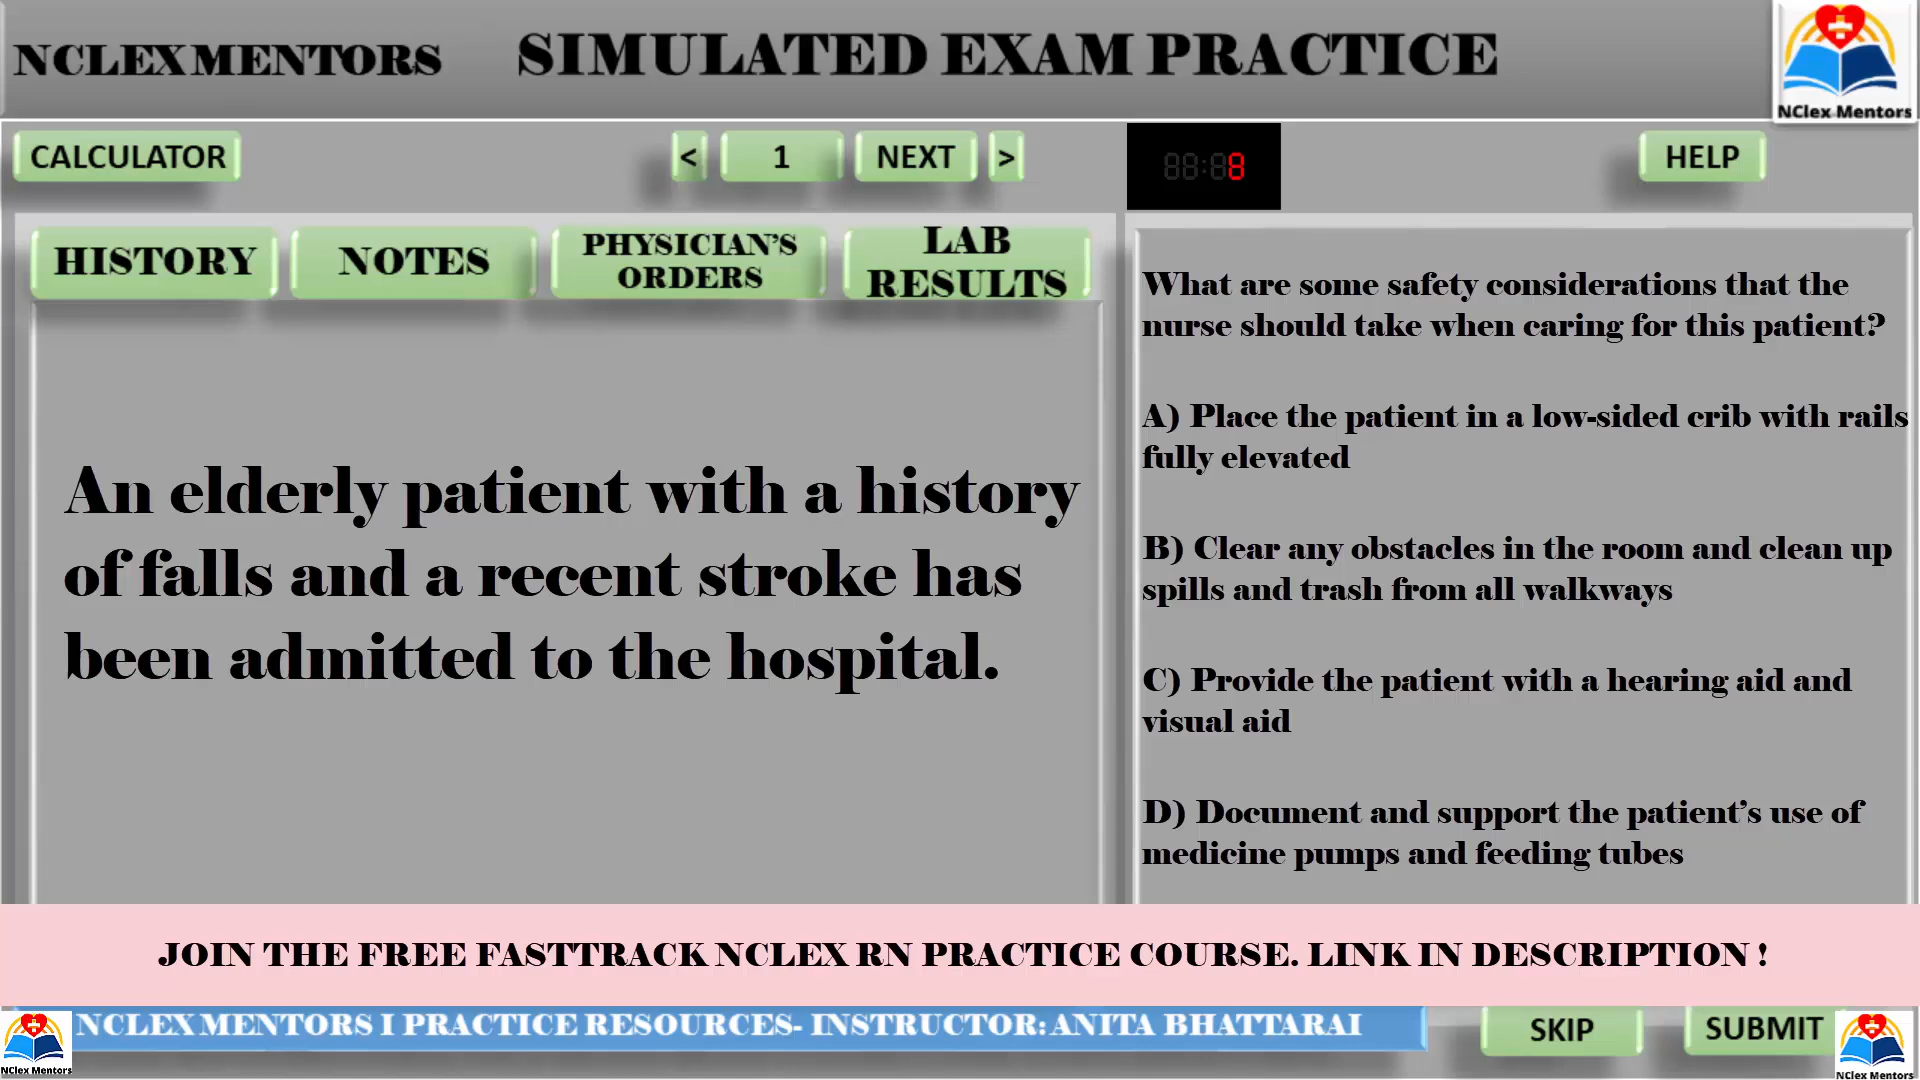 NCLEX MENTORS
SIMULATED EXAM PRACTICE
NClex Mentors
CALCULATOR
<
1
NEXT
>
8
HELP
HISTORY
NOTES
PHYSICIAN'S
ORDERS
LAB
RESULTS
An elderly patient with a history
of falls and a recent stroke has
been admitted to the hospital.
What are some safety considerations that the
nurse should take when caring for this patient?
A) Place the patient in a low-sided crib with rails
fully elevated
B) Clear any obstacles in the room and clean up
spills and trash from all walkways
C) Provide the patient with a hearing aid and
visual aid
D) Document and support the patient's use of
medicine pumps and feeding tubes
JOIN THE FREE FASTTRACK NCLEX RN PRACTICE COURSE. LINK IN DESCRIPTION !
NClex Mentors
NCLEX MENTORS I PRACTICE RESOURCES- INSTRUCTOR: ANITA BHATTARAI
SKIP
SUBMIT
NClex Mentors